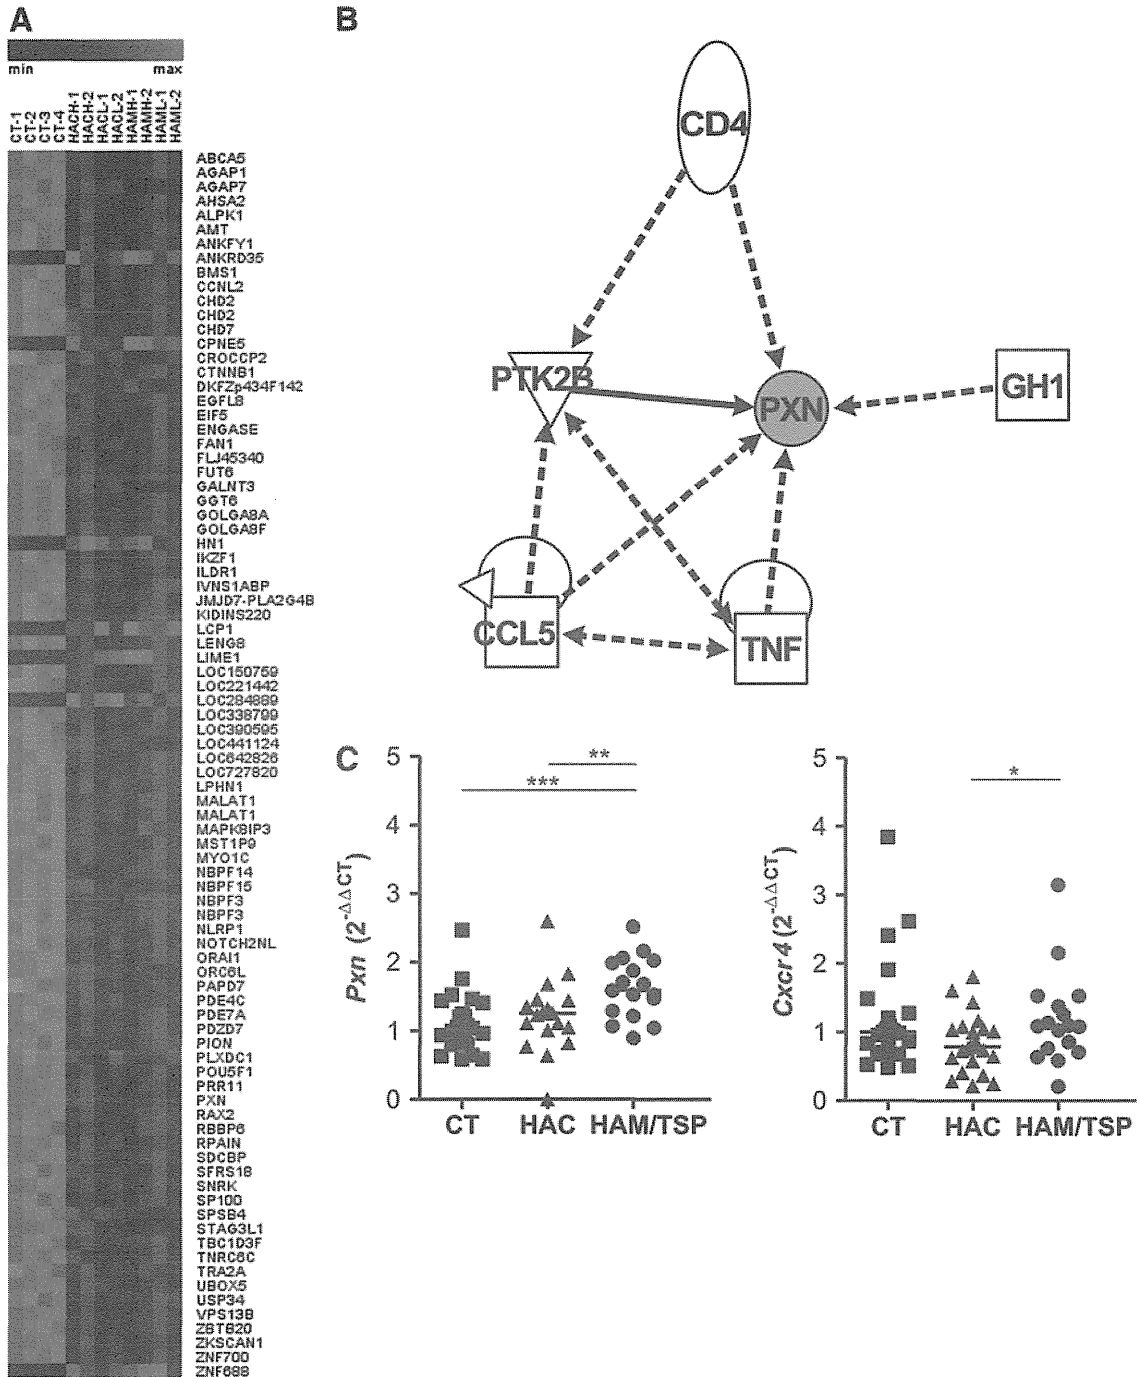 A
min max
CT-1
CT-2
CT-3
CT-4
HACH-1
HACH-2
HACL-1
HACL-2
HAMH-1
HAMH-2
HAML-1
HAML-2
ABCA5
AGAP1
AGAP7
AHSA2
ALPK1
AMT
ANKFY1
ANKRD35
BMS1
CCNL2
CHD2
CHD2
CHD7
CPNE5
CROCCP2
CTNNB1
DKFZp434F142
EGFL8
EIF5
ENGASE
FAN1
FLJ45340
FUT6
GALNT3
GGT6
GOLGA8A
GOLGA8F
HN1
IKZF1
ILDR1
IVNS1ABP
JMJD7-PLA2G4B
KIDINS220
LCP1
LENG8
LIME1
LOC150759
LOC221442
LOC284889
LOC338799
LOC390595
LOC441124
LOC642826
LOC727820
LPHN1
MALAT1
MALAT1
MAPK8IP3
MST1P9
MYO1C
NBPF14
NBPF15
NBPF3
NBPF3
NLRP1
NOTCH2NL
ORAI1
ORC6L
PAPD7
PDE4C
PDE7A
PDZD7
PION
PLXDC1
POU5F1
PRR11
PXN
RAX2
RBBP6
RPAIN
SDCBP
SFRS18
SNRK
SP100
SPSB4
STAG3L1
TBC1D3F
TNRC6C
TRA2A
UBOX5
USP34
VPS13B
ZBTB20
ZKSCAN1
ZNF700
ZNF688
B
CD4
PTK2B
PXN
GH1
CCL5
TNF
C
Pxn (2^-ΔΔCT)
5
4
3
2
1
0
**
***
CT HAC HAM/TSP
Cxcr4 (2^-ΔΔCT)
5
4
3
2
1
0
*
CT HAC HAM/TSP